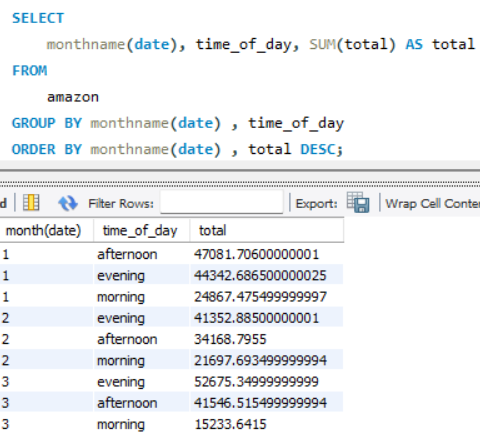 SELECT
monthname(date), time_of_day, SUM(total) AS total
FROM
amazon
GROUP BY monthname(date) , time_of_day
ORDER BY monthname(date) , total DESC;
Filter Rows: Export: Wrap Cell
month(date) time_of_day total
1 afternoon 47081.70600000001
1 evening 44342.686500000025
1 morning 24867.475499999997
2 evening 41352.88500000001
2 afternoon 34168.7955
2 morning 21697.693499999994
3 evening 52675.34999999999
3 afternoon 41546.515499999994
3 morning 15233.6415